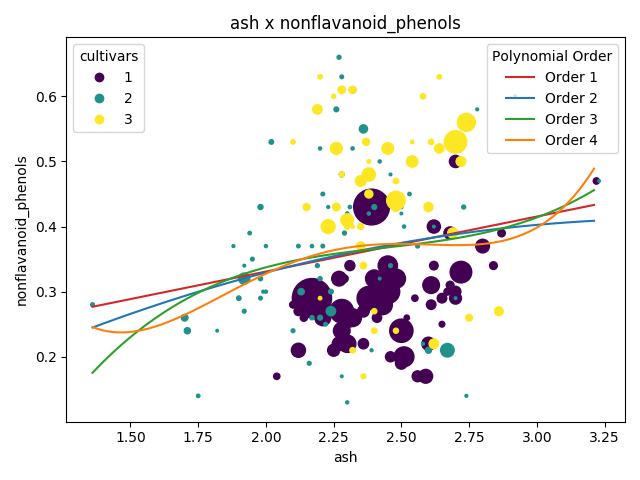 ash x nonflavanoid_phenols
cultivars
1
2
3
Polynomial Order
Order 1
Order 2
Order 3
Order 4
nonflavanoid_phenols
0.6
0.5
0.4
0.3
0.2
1.50 1.75 2.00 2.25 2.50 2.75 3.00 3.25
ash